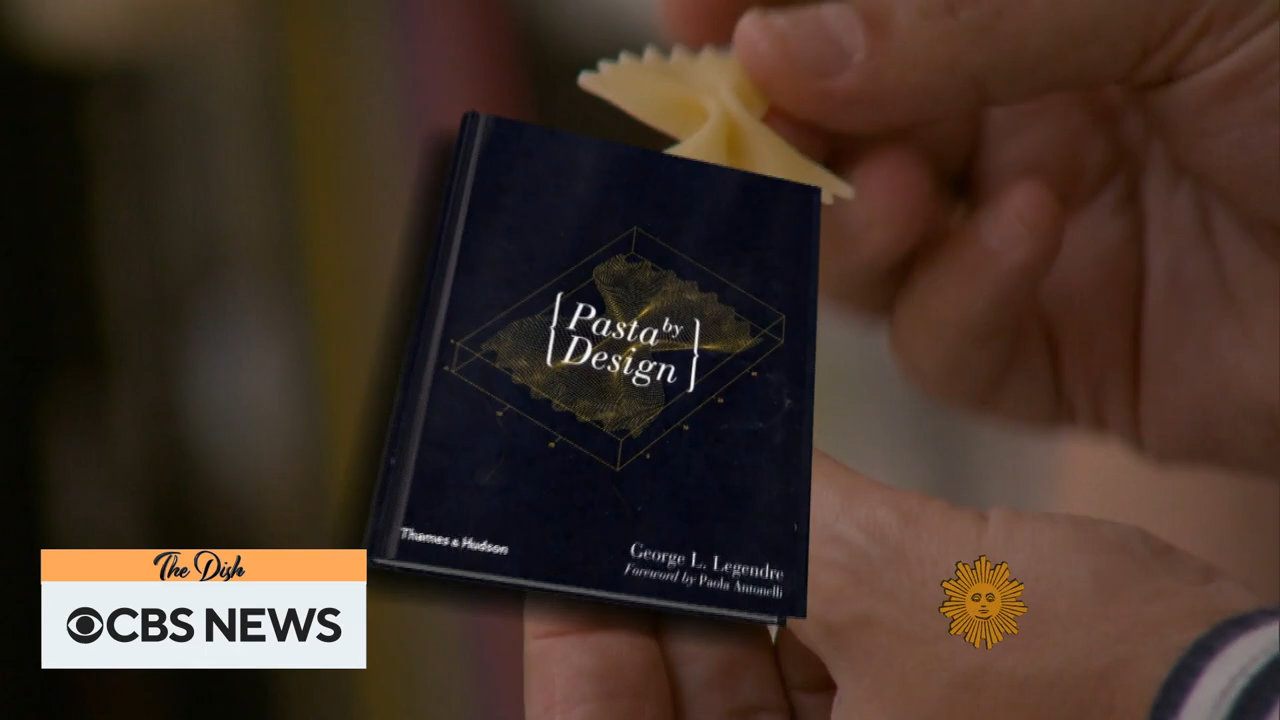 {Pasta by
Design}
Thames & Hudson
George L. Legendre
Foreword by Paola Antonelli
The Dish
CBS NEWS